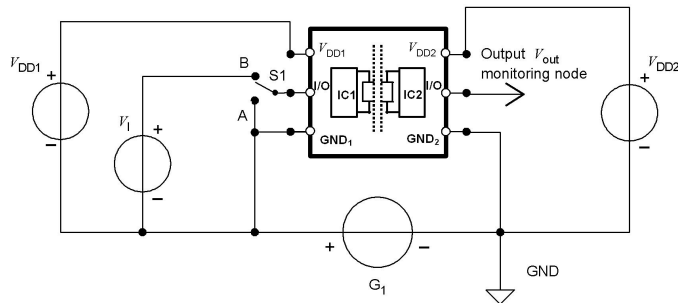 VDD1
+
−
VI
+
−
B
S1
A
VDD1
I/O
GND1
IC1
IC2
VDD2
I/O
GND2
Output Vout
monitoring node
VDD2
+
−
+
−
G1
GND